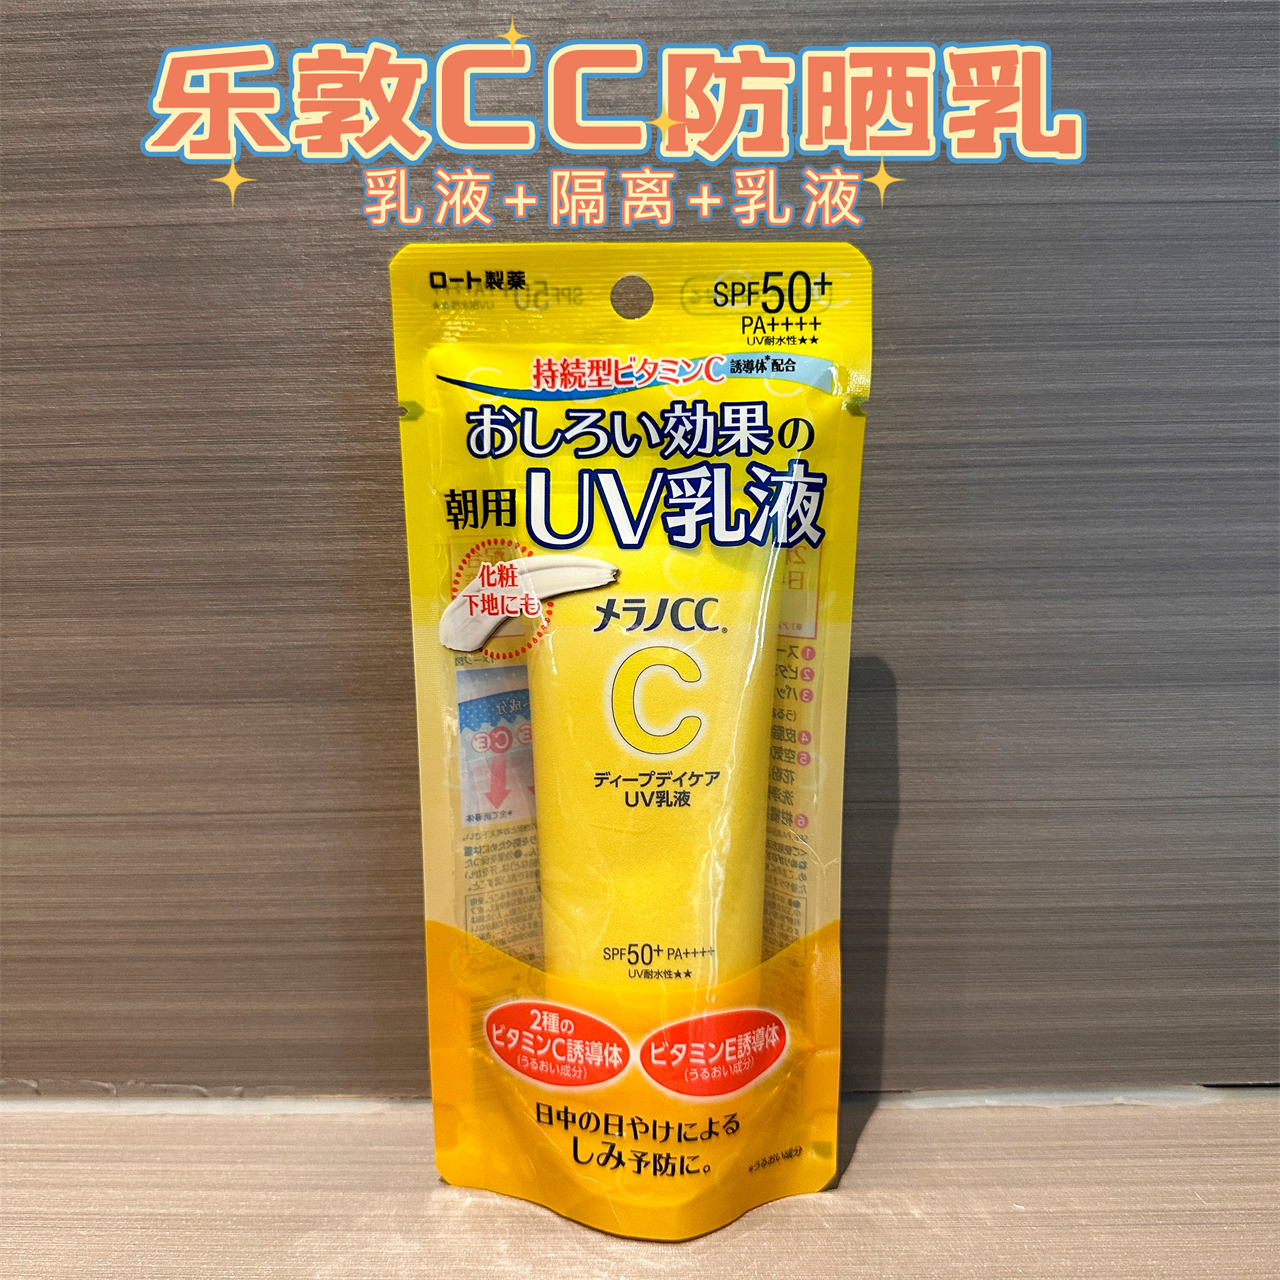 乐敦CC防晒乳
乳液+隔离+乳液
ロート製薬
SPF50+
PA++++
UV耐水性★★
持続型ビタミンC誘導体*配合
おしろい効果の
朝用UV乳液
化粧
下地にも
メラノCC®
C
ディープデイケア
UV乳液
SPF50+ PA++++
UV耐水性★★
2種の
ビタミンC誘導体
(うるおい成分)
ビタミンE誘導体
(うるおい成分)
日中の日やけによる
しみ予防に。
*うるおい成分